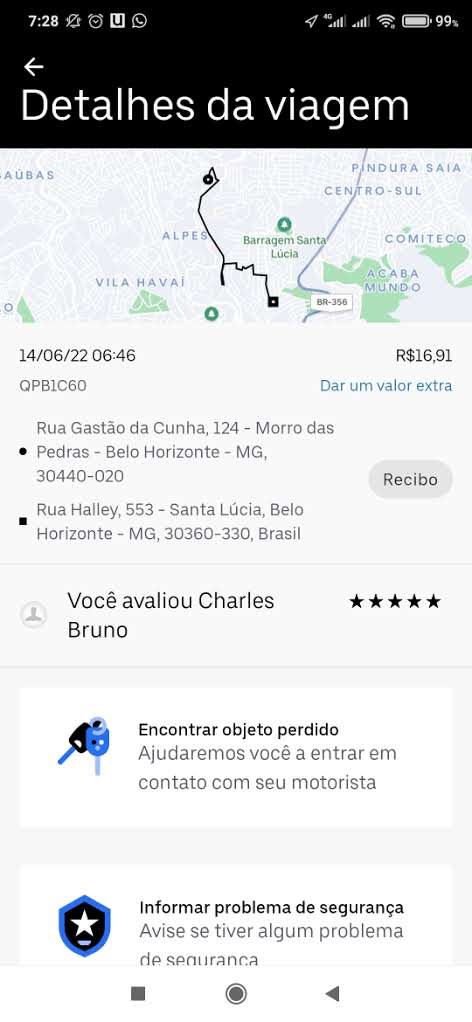 7:28 4G 99%
Detalhes da viagem
AÚBAS
PINDURA SAIA
CENTRO-SUL
ALPES
Barragem Santa
Lúcia
COMITECO
ACABA
MUNDO
VILA HAVAÍ
BR-356
14/06/22 06:46 R$16,91
QPB1C60 Dar um valor extra
Rua Gastão da Cunha, 124 - Morro das
Pedras - Belo Horizonte - MG,
30440-020
Recibo
Rua Halley, 553 - Santa Lúcia, Belo
Horizonte - MG, 30360-330, Brasil
Você avaliou Charles
Bruno
Encontrar objeto perdido
Ajudaremos você a entrar em
contato com seu motorista
Informar problema de segurança
Avise se tiver algum problema
de segurança